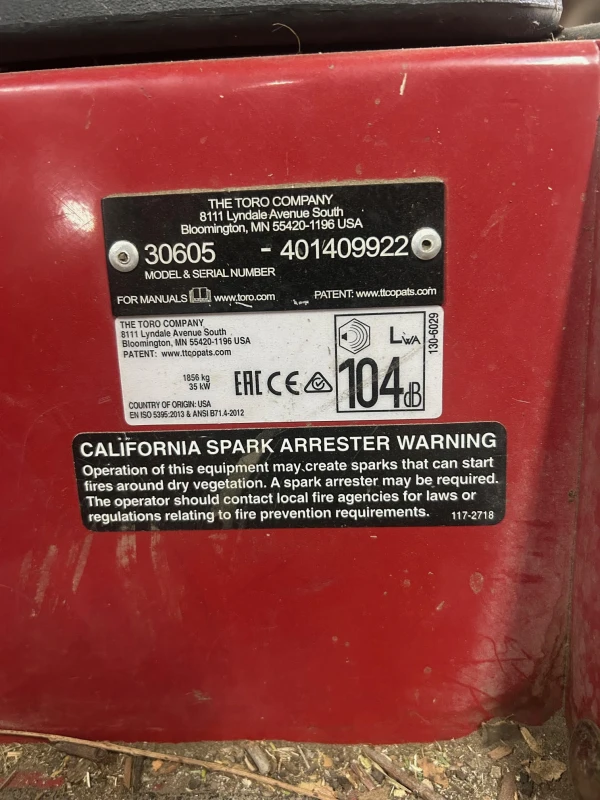 THE TORO COMPANY
8111 Lyndale Avenue South
Bloomington, MN 55420-1196 USA
30605 - 401409922
MODEL & SERIAL NUMBER
FOR MANUALS www.toro.com PATENT: www.ttcopats.com
THE TORO COMPANY
8111 Lyndale Avenue South
Bloomington, MN 55420-1196 USA
PATENT: www.ttcopats.com
1856 kg
35 kW
COUNTRY OF ORIGIN: USA
EN ISO 5395:2013 & ANSI B71.4-2012
EAC CE
LWA
104 dB
130-6029
CALIFORNIA SPARK ARRESTER WARNING
Operation of this equipment may create sparks that can start
fires around dry vegetation. A spark arrester may be required.
The operator should contact local fire agencies for laws or
regulations relating to fire prevention requirements. 117-2718